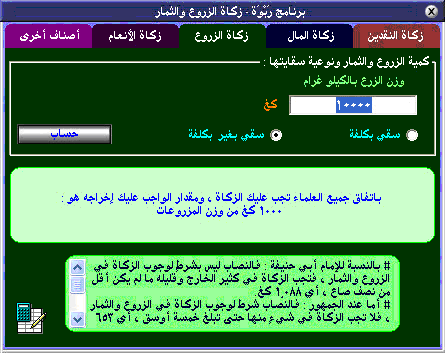 برنامج رَبْوَة - زكاة الزروع والثمار
زكاة النقدين
زكاة المال
زكاة الزروع
زكاة الأنعام
أصناف أخرى
كمية الزروع والثمار ونوعية سقايتها :
وزن الزرع بالكيلو غرام
١٠٠٠٠ كغ
سقي بكلفة
سقي بغير بكلفة
حساب
باتفاق جميع العلماء تجب عليك الزكاة ، ومقدار الواجب عليك إخراجه هو :
١٠٠٠ كغ من وزن المزروعات
# بالنسبة للإمام أبي حنيفة : فالنصاب ليس بشرط لوجوب الزكاة في
الزروع والثمار ، فتجب الزكاة في كثير الخارج وقليله ما لم يكن أقل
من نصف صاع ، أي ١.٠٨٨ كغ
# أما عند الجمهور : فالنصاب شرط لوجوب الزكاة في الزروع والثمار
، فلا تجب الزكاة في شيء منها حتى تبلغ خمسة أوسق ، أي ٦٥٣